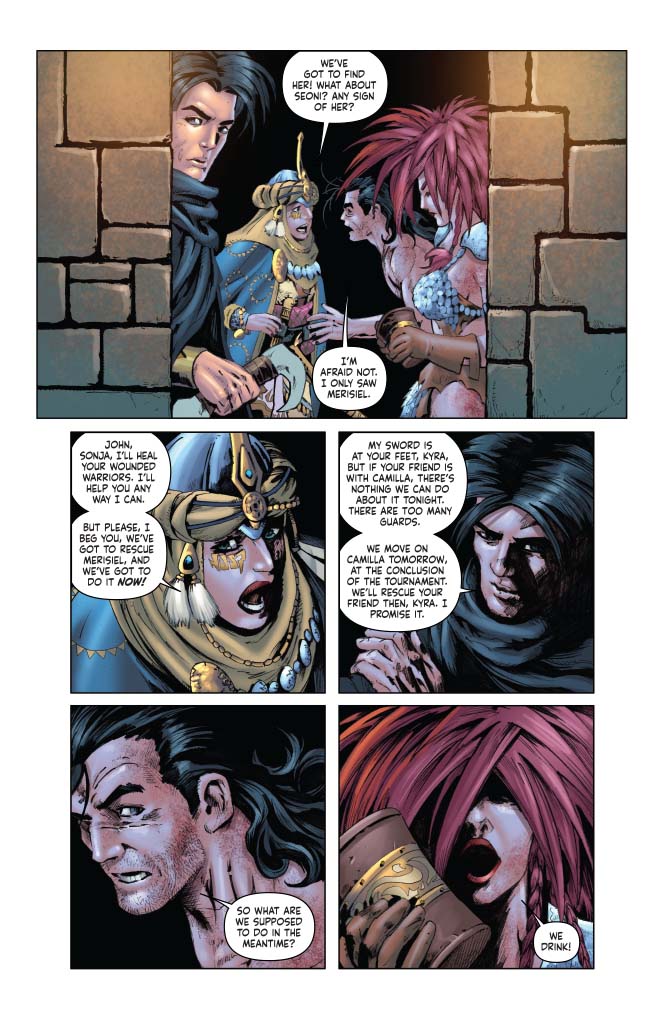 WE'VE
GOT TO FIND
HER! WHAT ABOUT
SEONI? ANY SIGN
OF HER?
I'M
AFRAID NOT.
I ONLY SAW
MERISIEL.
JOHN,
SONJA, I'LL HEAL
YOUR WOUNDED
WARRIORS. I'LL
HELP YOU ANY
WAY I CAN.
BUT PLEASE, I
BEG YOU, WE'VE
GOT TO RESCUE
MERISIEL, AND
WE'VE GOT TO
DO IT NOW!
MY SWORD IS
AT YOUR FEET, KYRA,
BUT IF YOUR FRIEND IS
WITH CAMILLA, THERE'S
NOTHING WE CAN DO
ABOUT IT TONIGHT.
THERE ARE TOO MANY
GUARDS.
WE MOVE ON
CAMILLA TOMORROW,
AT THE CONCLUSION
OF THE TOURNAMENT.
WE'LL RESCUE YOUR
FRIEND THEN, KYRA. I
PROMISE IT.
SO WHAT ARE
WE SUPPOSED
TO DO IN THE
MEANTIME?
WE
DRINK!